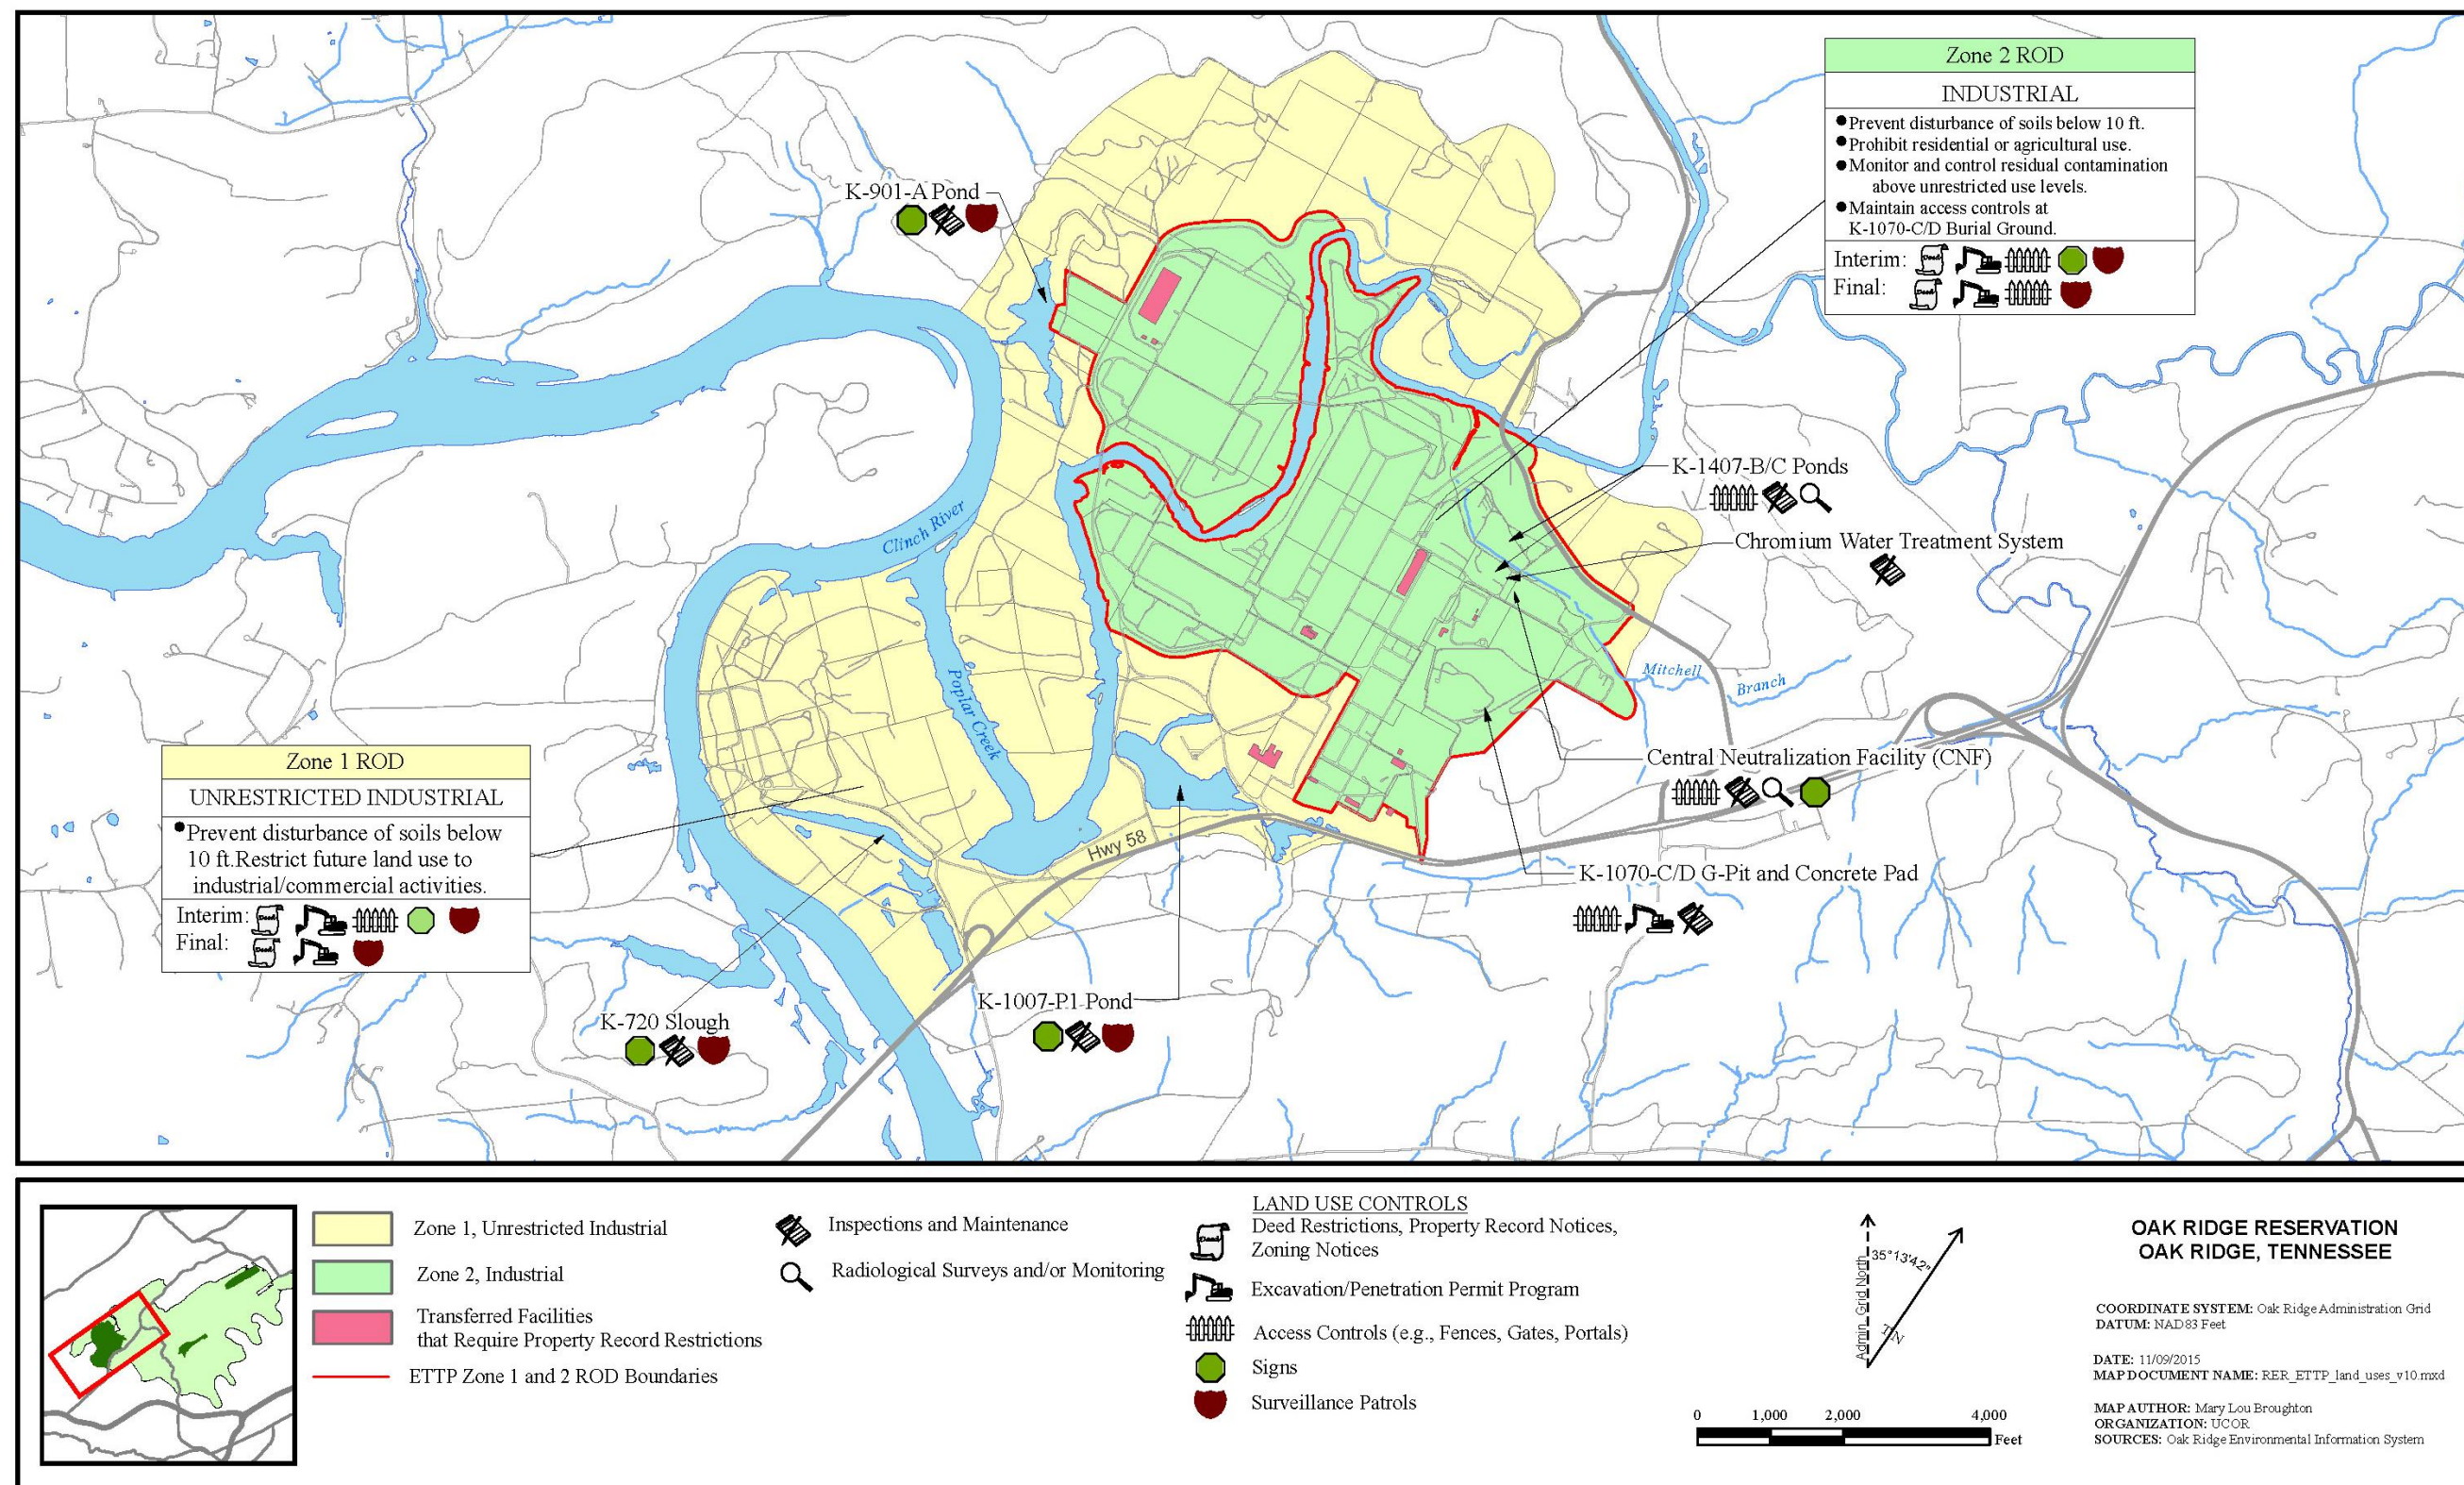 Zone 2 ROD
INDUSTRIAL
●Prevent disturbance of soils below 10 ft.
●Prohibit residential or agricultural use.
●Monitor and control residual contamination
above unrestricted use levels.
●Maintain access controls at
K-1070-C/D Burial Ground.
Interim:
Final:
K-901-A Pond
K-1407-B/C Ponds
Chromium Water Treatment System
Clinch River
Poplar Creek
Mitchell
Branch
Zone 1 ROD
UNRESTRICTED INDUSTRIAL
●Prevent disturbance of soils below
10 ft.Restrict future land use to
industrial/commercial activities.
Interim:
Final:
Central Neutralization Facility (CNF)
Hwy 58
K-1070-C/D G-Pit and Concrete Pad
K-1007-P1 Pond
K-720 Slough
Zone 1, Unrestricted Industrial
Zone 2, Industrial
Transferred Facilities
that Require Property Record Restrictions
ETTP Zone 1 and 2 ROD Boundaries
Inspections and Maintenance
Radiological Surveys and/or Monitoring
LAND USE CONTROLS
Deed Restrictions, Property Record Notices,
Zoning Notices
Excavation/Penetration Permit Program
Access Controls (e.g., Fences, Gates, Portals)
Signs
Surveillance Patrols
Admin. Grid North
35°13'42"
TN
0 1,000 2,000 4,000
Feet
OAK RIDGE RESERVATION
OAK RIDGE, TENNESSEE
COORDINATE SYSTEM: Oak Ridge Administration Grid
DATUM: NAD83 Feet
DATE: 11/09/2015
MAP DOCUMENT NAME: RER_ETTP_land_uses_v10.mxd
MAP AUTHOR: Mary Lou Broughton
ORGANIZATION: UCOR
SOURCES: Oak Ridge Environmental Information System